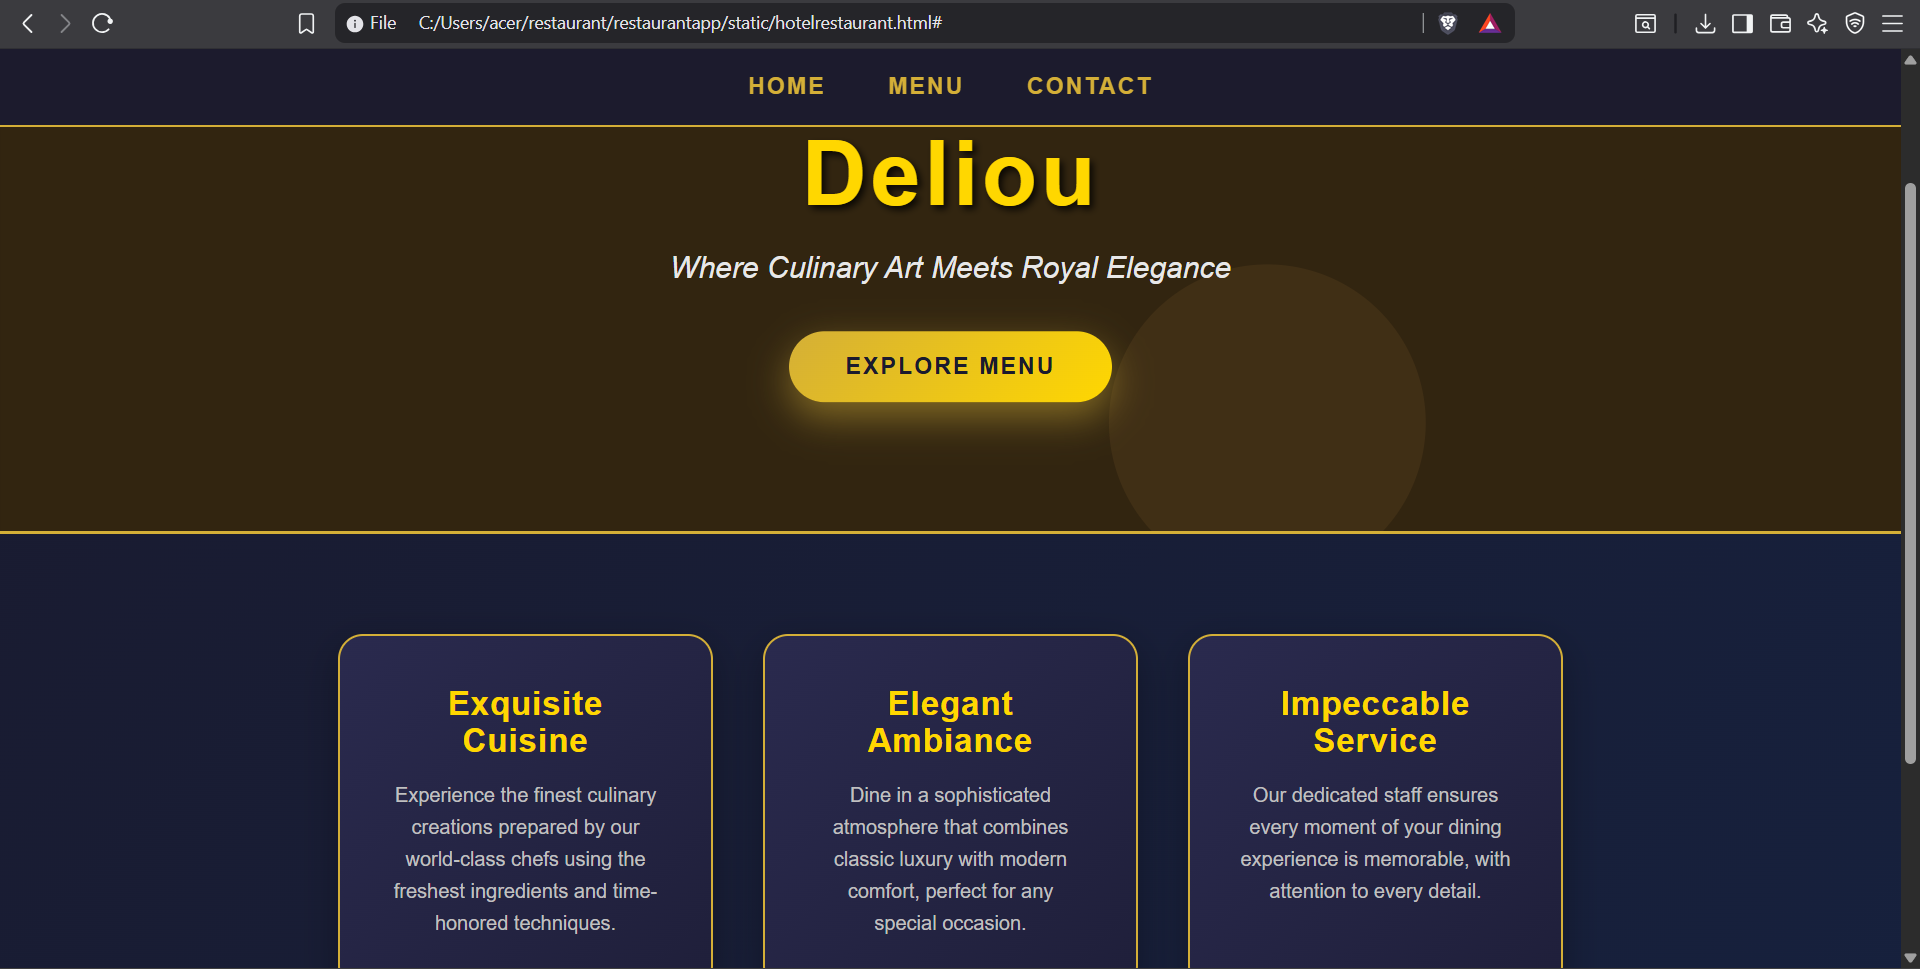 File C:/Users/acer/restaurant/restaurantapp/static/hotelrestaurant.html#
HOME MENU CONTACT
Deliou
Where Culinary Art Meets Royal Elegance
EXPLORE MENU
Exquisite
Cuisine
Experience the finest culinary
creations prepared by our
world-class chefs using the
freshest ingredients and time-
honored techniques.
Elegant
Ambiance
Dine in a sophisticated
atmosphere that combines
classic luxury with modern
comfort, perfect for any
special occasion.
Impeccable
Service
Our dedicated staff ensures
every moment of your dining
experience is memorable, with
attention to every detail.